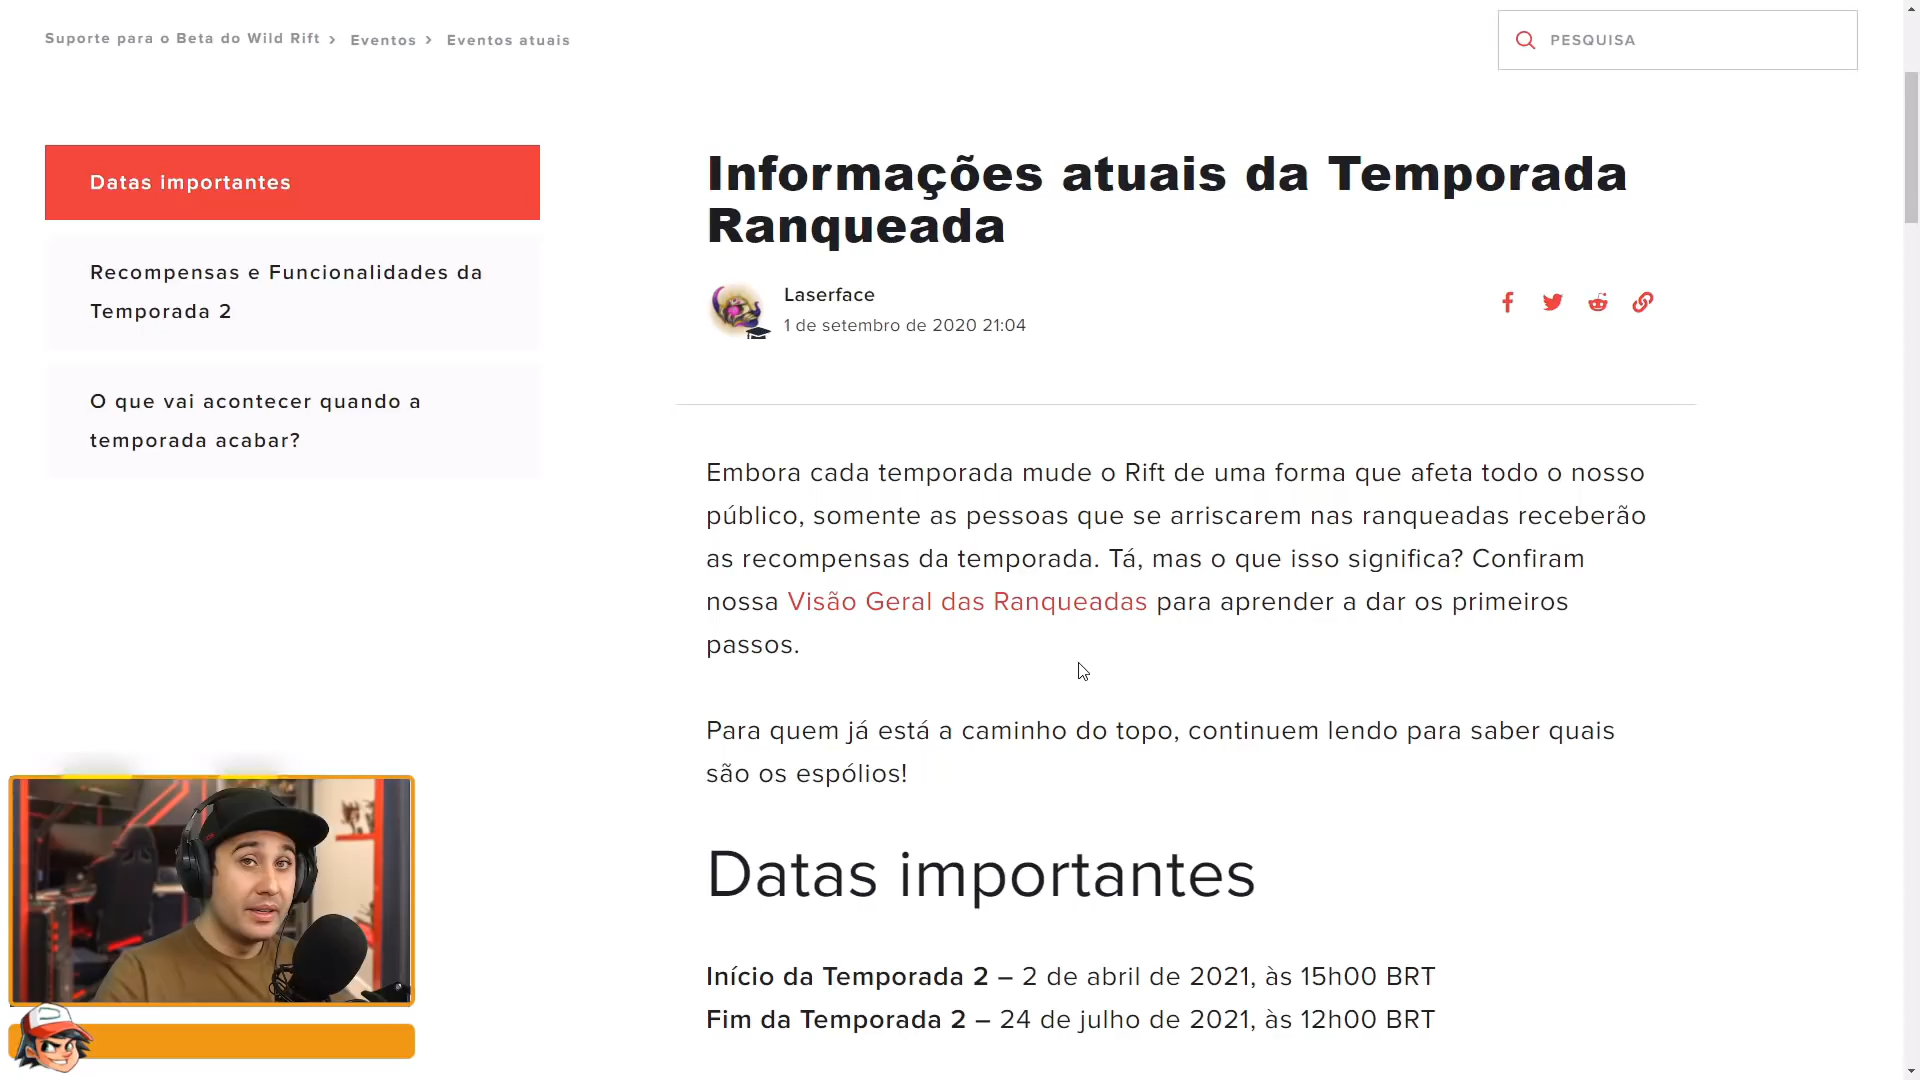 Suporte para o Beta do Wild Rift > Eventos > Eventos atuais
PESQUISA
Datas importantes
Recompensas e Funcionalidades da
Temporada 2
O que vai acontecer quando a
temporada acabar?
Informações atuais da Temporada
Ranqueada
Laserface
1 de setembro de 2020 21:04
Embora cada temporada mude o Rift de uma forma que afeta todo o nosso
público, somente as pessoas que se arriscarem nas ranqueadas receberão
as recompensas da temporada. Tá, mas o que isso significa? Confiram
nossa Visão Geral das Ranqueadas para aprender a dar os primeiros
passos.
Para quem já está a caminho do topo, continuem lendo para saber quais
são os espólios!
Datas importantes
Início da Temporada 2 – 2 de abril de 2021, às 15h00 BRT
Fim da Temporada 2 – 24 de julho de 2021, às 12h00 BRT